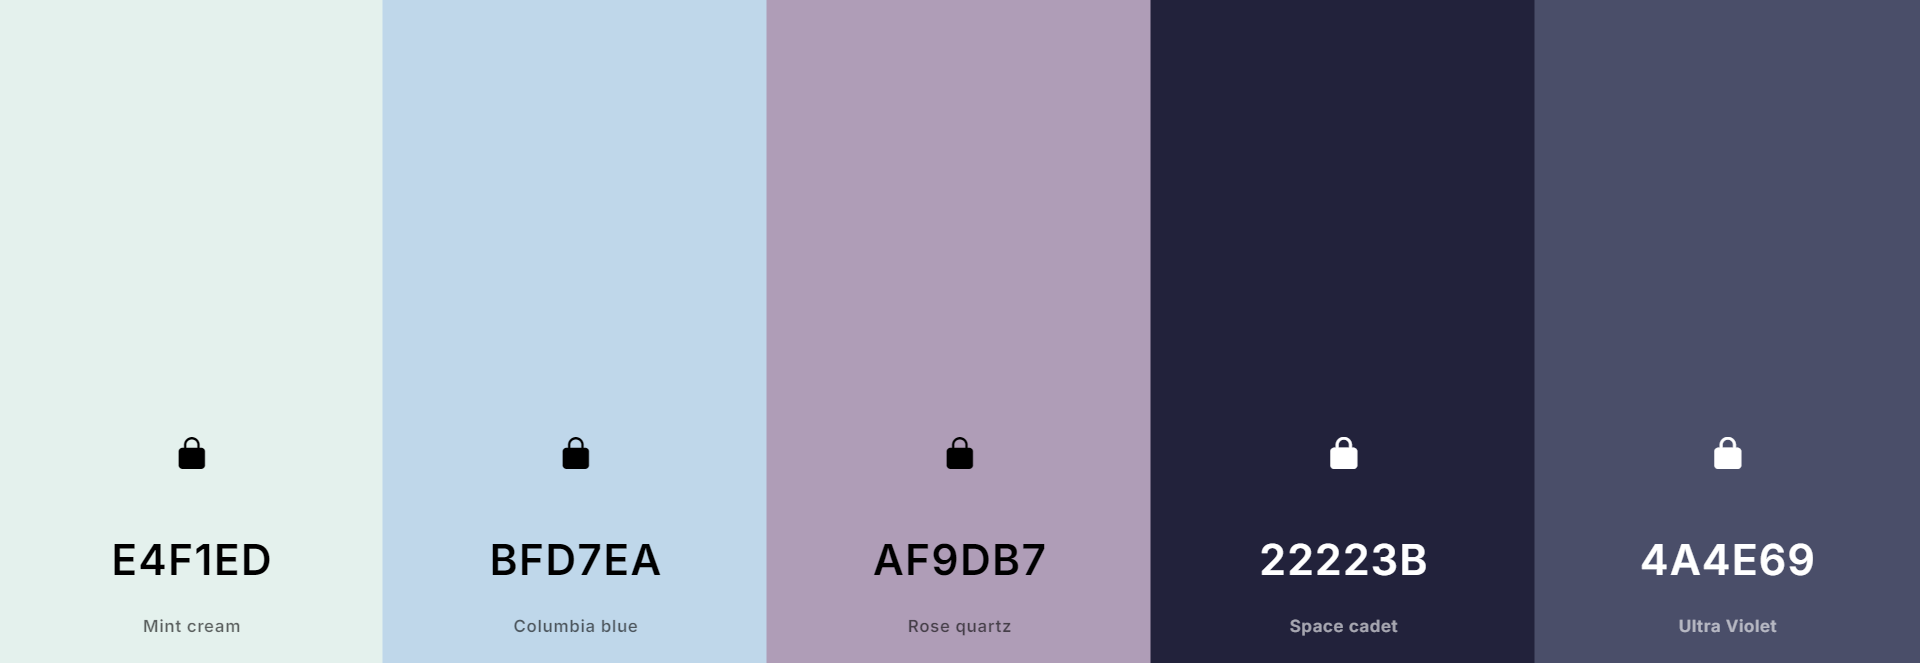 E4F1ED
Mint cream
BFD7EA
Columbia blue
AF9DB7
Rose quartz
22223B
Space cadet
4A4E69
Ultra Violet